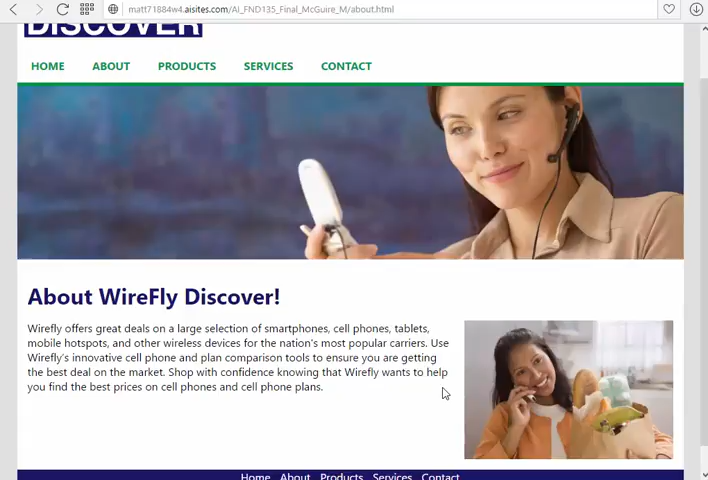 matt71884w4.aisites.com/AI_FND135_Final_McGuire_M/about.html
DISCOVER
HOME ABOUT PRODUCTS SERVICES CONTACT
About WireFly Discover!
Wirefly offers great deals on a large selection of smartphones, cell phones, tablets,
mobile hotspots, and other wireless devices for the nation's most popular carriers. Use
Wirefly's innovative cell phone and plan comparison tools to ensure you are getting
the best deal on the market. Shop with confidence knowing that Wirefly wants to help
you find the best prices on cell phones and cell phone plans.
Home About Products Services Contact